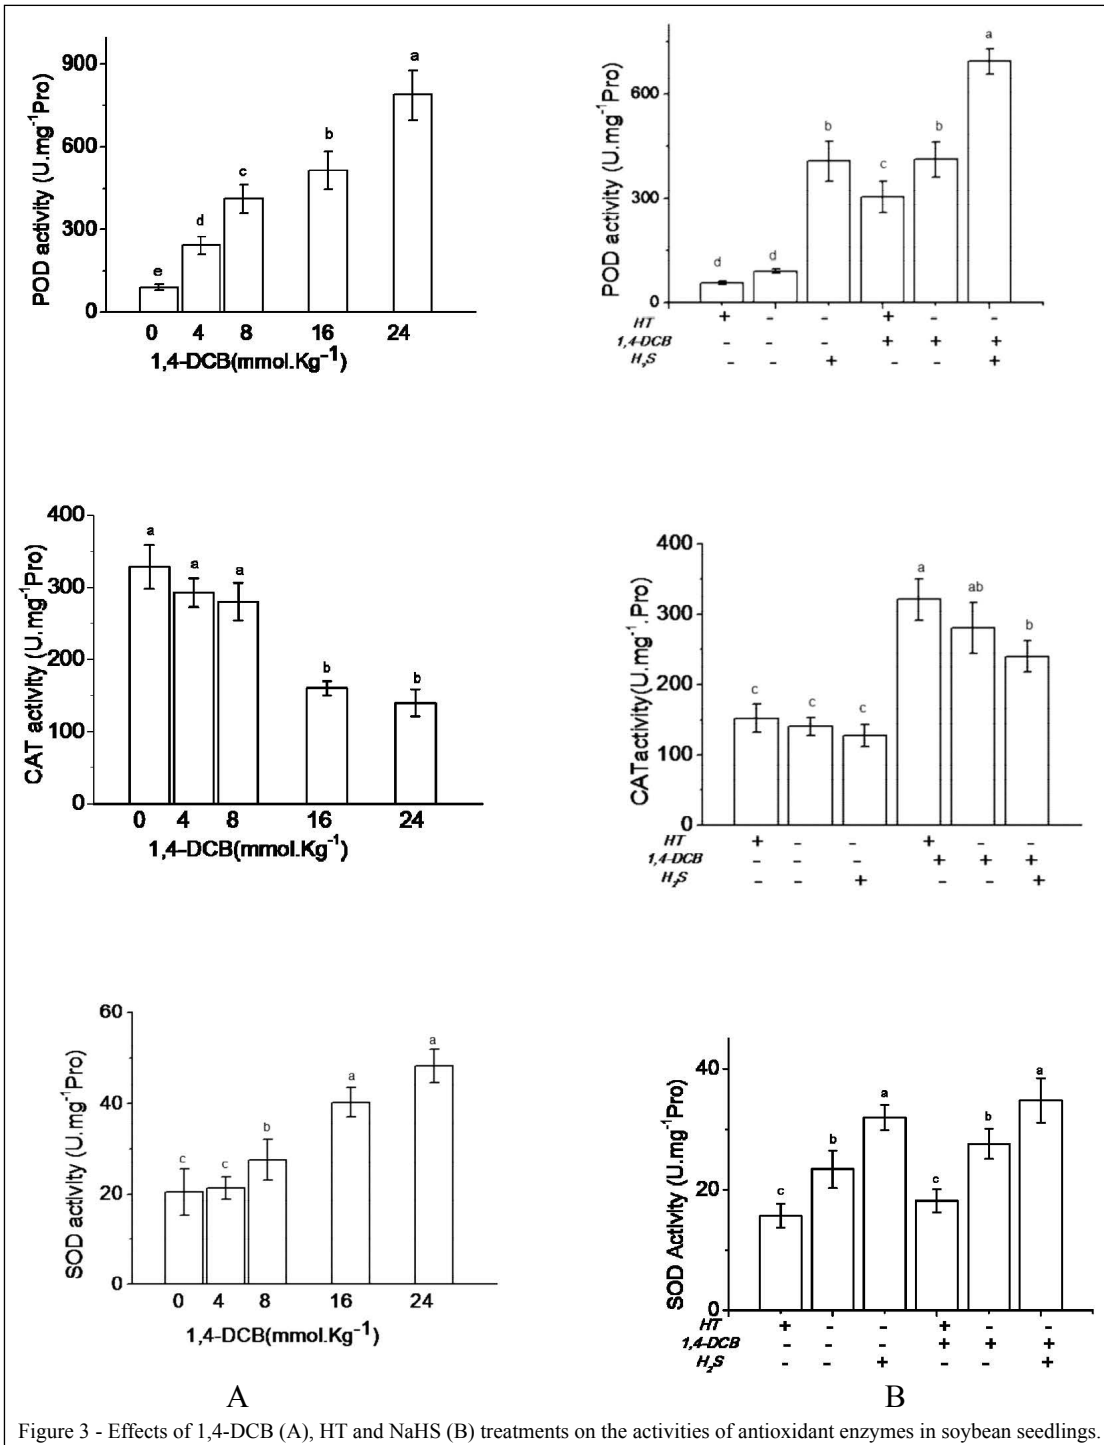 POD activity (U.mg⁻¹Pro)
900
600
300
0
a
b
c
d
e
0 4 8 16 24
1,4-DCB(mmol.Kg⁻¹)
POD activity (U.mg⁻¹Pro)
600
300
0
d d b c b a
HT + - - + - -
1,4-DCB - - - + + +
H₂S - - + - - +
CAT activity (U.mg⁻¹Pro)
400
300
200
100
0
a a a b b
0 4 8 16 24
1,4-DCB(mmol.Kg⁻¹)
CATactivity(U.mg⁻¹.Pro)
400
300
200
100
0
c c c a ab b
HT + - - + - -
1,4-DCB - - - + + +
H₂S - - + - - +
SOD activity (U.mg⁻¹Pro)
60
40
20
0
c c b a a
0 4 8 16 24
1,4-DCB(mmol.Kg⁻¹)
SOD Activity (U.mg⁻¹Pro)
40
20
0
c b a c b a
HT + - - + - -
1,4-DCB - - - + + +
H₂S - - + - - +
A
B
Figure 3 - Effects of 1,4-DCB (A), HT and NaHS (B) treatments on the activities of antioxidant enzymes in soybean seedlings.